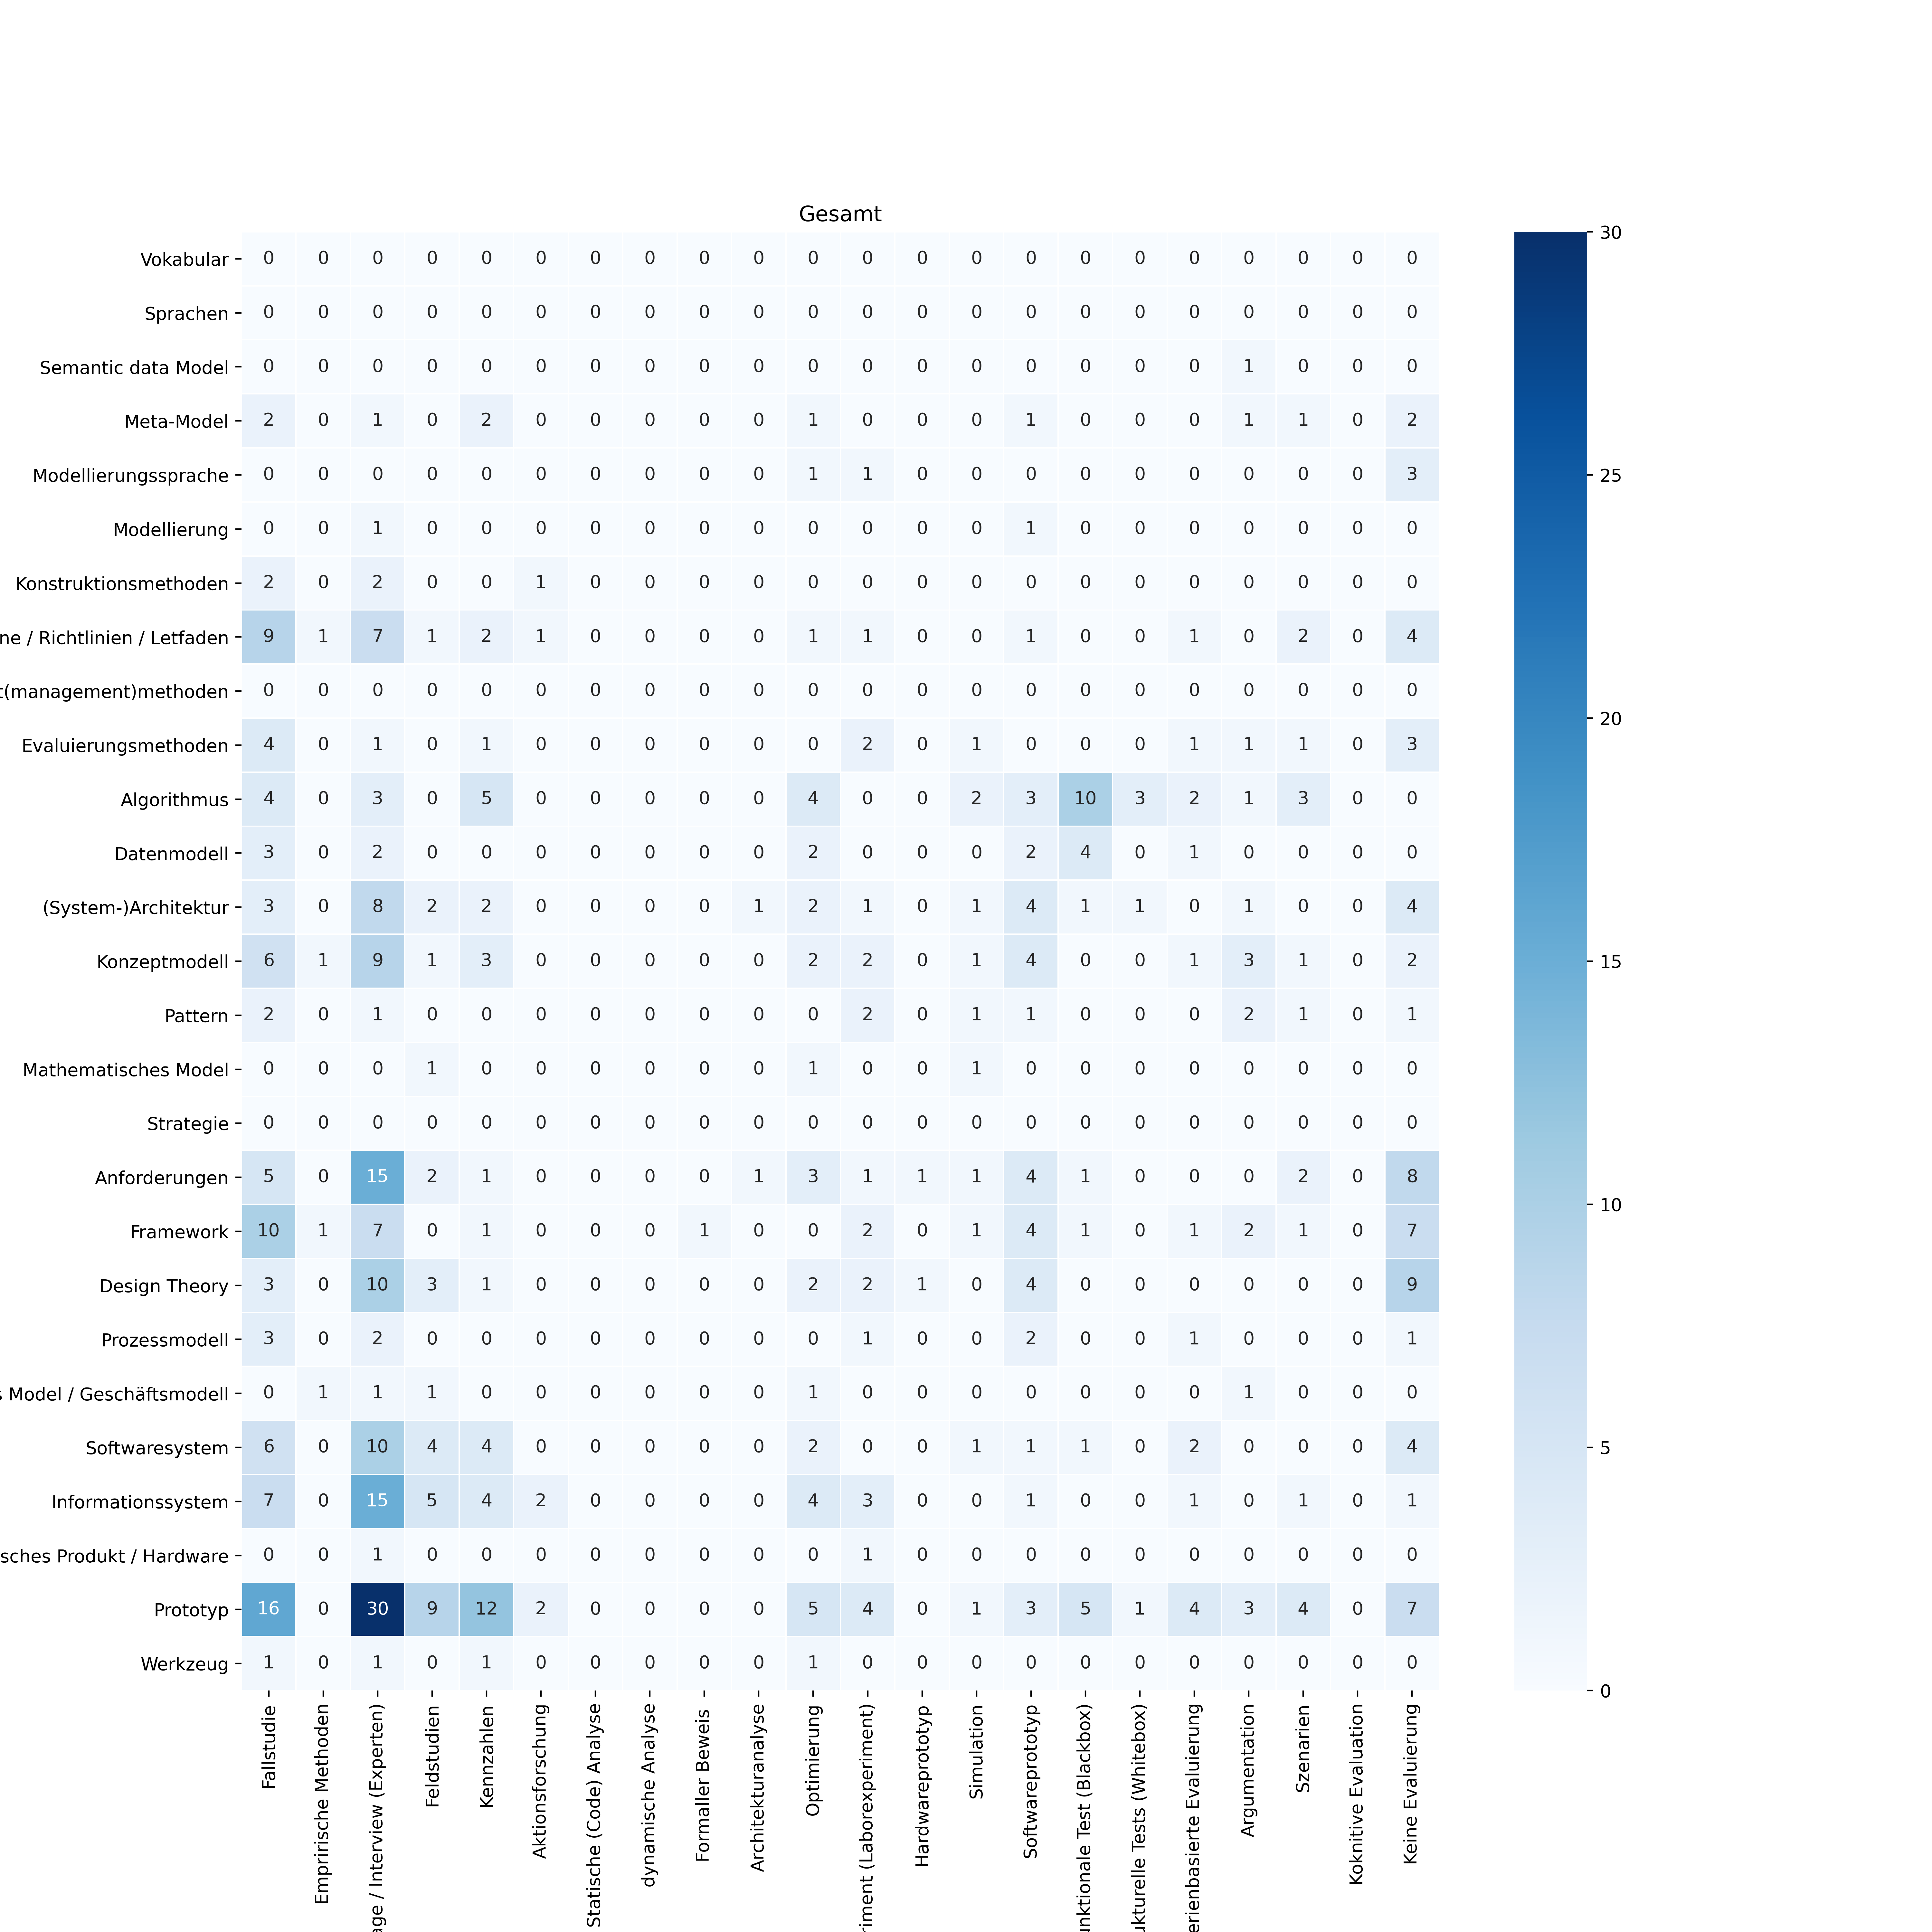 Gesamt
Vokabular 0 0 0 0 0 0 0 0 0 0 0 0 0 0 0 0 0 0 0 0 0 0
Sprachen 0 0 0 0 0 0 0 0 0 0 0 0 0 0 0 0 0 0 0 0 0 0
Semantic data Model 0 0 0 0 0 0 0 0 0 0 0 0 0 0 0 0 0 0 1 0 0 0
Meta-Model 2 0 1 0 2 0 0 0 0 0 1 0 0 0 1 0 0 0 1 1 0 2
Modellierungssprache 0 0 0 0 0 0 0 0 0 0 1 1 0 0 0 0 0 0 0 0 0 3
Modellierung 0 0 1 0 0 0 0 0 0 0 0 0 0 0 1 0 0 0 0 0 0 0
Konstruktionsmethoden 2 0 2 0 0 1 0 0 0 0 0 0 0 0 0 0 0 0 0 0 0 0
ne / Richtlinien / Letfaden 9 1 7 1 2 1 0 0 0 0 1 1 0 0 1 0 0 1 0 2 0 4
t(management)methoden 0 0 0 0 0 0 0 0 0 0 0 0 0 0 0 0 0 0 0 0 0 0
Evaluierungsmethoden 4 0 1 0 1 0 0 0 0 0 0 2 0 1 0 0 0 1 1 1 0 3
Algorithmus 4 0 3 0 5 0 0 0 0 0 4 0 0 2 3 10 3 2 1 3 0 0
Datenmodell 3 0 2 0 0 0 0 0 0 0 2 0 0 0 2 4 0 1 0 0 0 0
(System-)Architektur 3 0 8 2 2 0 0 0 0 1 2 1 0 1 4 1 1 0 1 0 0 4
Konzeptmodell 6 1 9 1 3 0 0 0 0 0 2 2 0 1 4 0 0 1 3 1 0 2
Pattern 2 0 1 0 0 0 0 0 0 0 0 2 0 1 1 0 0 0 2 1 0 1
Mathematisches Model 0 0 0 1 0 0 0 0 0 0 1 0 0 1 0 0 0 0 0 0 0 0
Strategie 0 0 0 0 0 0 0 0 0 0 0 0 0 0 0 0 0 0 0 0 0 0
Anforderungen 5 0 15 2 1 0 0 0 0 1 3 1 1 1 4 1 0 0 0 2 0 8
Framework 10 1 7 0 1 0 0 0 1 0 0 2 0 1 4 1 0 1 2 1 0 7
Design Theory 3 0 10 3 1 0 0 0 0 0 2 2 1 0 4 0 0 0 0 0 0 9
Prozessmodell 3 0 2 0 0 0 0 0 0 0 0 1 0 0 2 0 0 1 0 0 0 1
s Model / Geschäftsmodell 0 1 1 1 0 0 0 0 0 0 1 0 0 0 0 0 0 0 1 0 0 0
Softwaresystem 6 0 10 4 4 0 0 0 0 0 2 0 0 1 1 1 0 2 0 0 0 4
Informationssystem 7 0 15 5 4 2 0 0 0 0 4 3 0 0 1 0 0 1 0 1 0 1
sches Produkt / Hardware 0 0 1 0 0 0 0 0 0 0 0 1 0 0 0 0 0 0 0 0 0 0
Prototyp 16 0 30 9 12 2 0 0 0 0 5 4 0 1 3 5 1 4 3 4 0 7
Werkzeug 1 0 1 0 1 0 0 0 0 0 1 0 0 0 0 0 0 0 0 0 0 0
Fallstudie
Emprirische Methoden
age / Interview (Experten)
Feldstudien
Kennzahlen
Aktionsforschung
Statische (Code) Analyse
dynamische Analyse
Formaller Beweis
Architekturanalyse
Optimierung
riment (Laborexperiment)
Hardwareprototyp
Simulation
Softwareprototyp
unktionale Test (Blackbox)
ukturelle Tests (Whitebox)
erienbasierte Evaluierung
Argumentation
Szenarien
Koknitive Evaluation
Keine Evaluierung
30
25
20
15
10
5
0